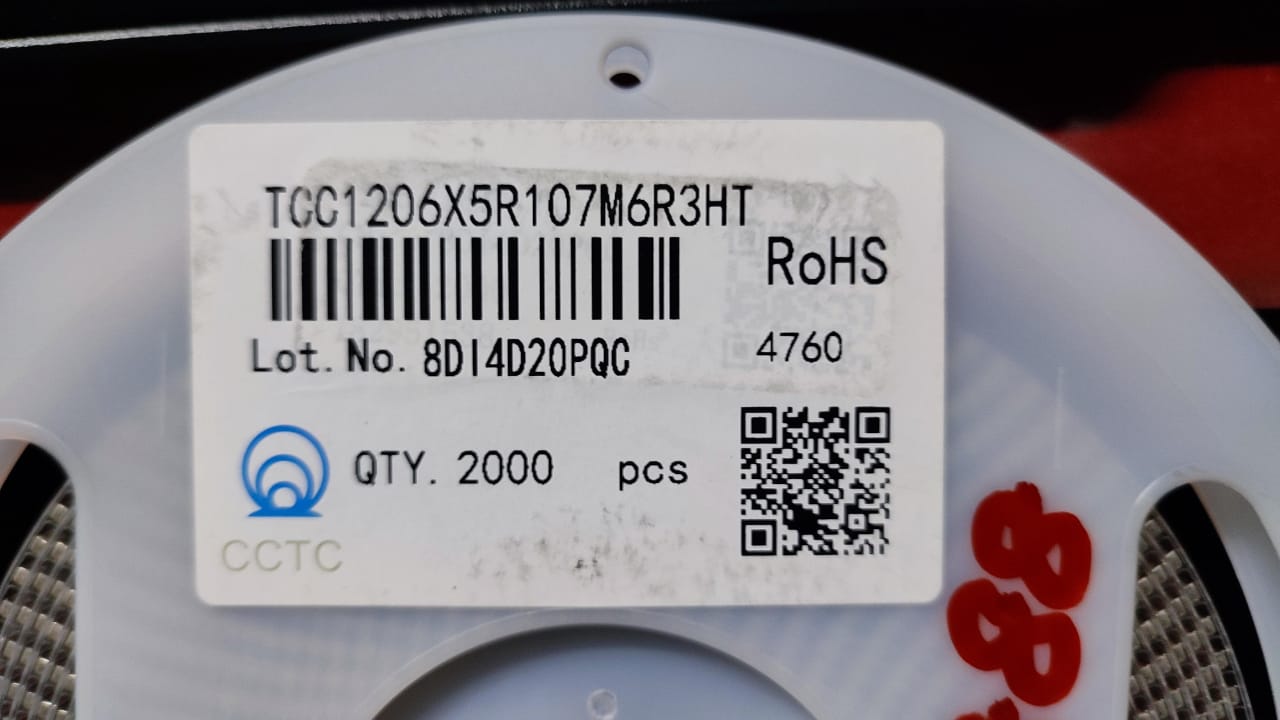 TCC1206X5R107M6R3HT
RoHS
Lot. No. 8DI4D20PQC
4760
QTY. 2000 pcs
CCTC